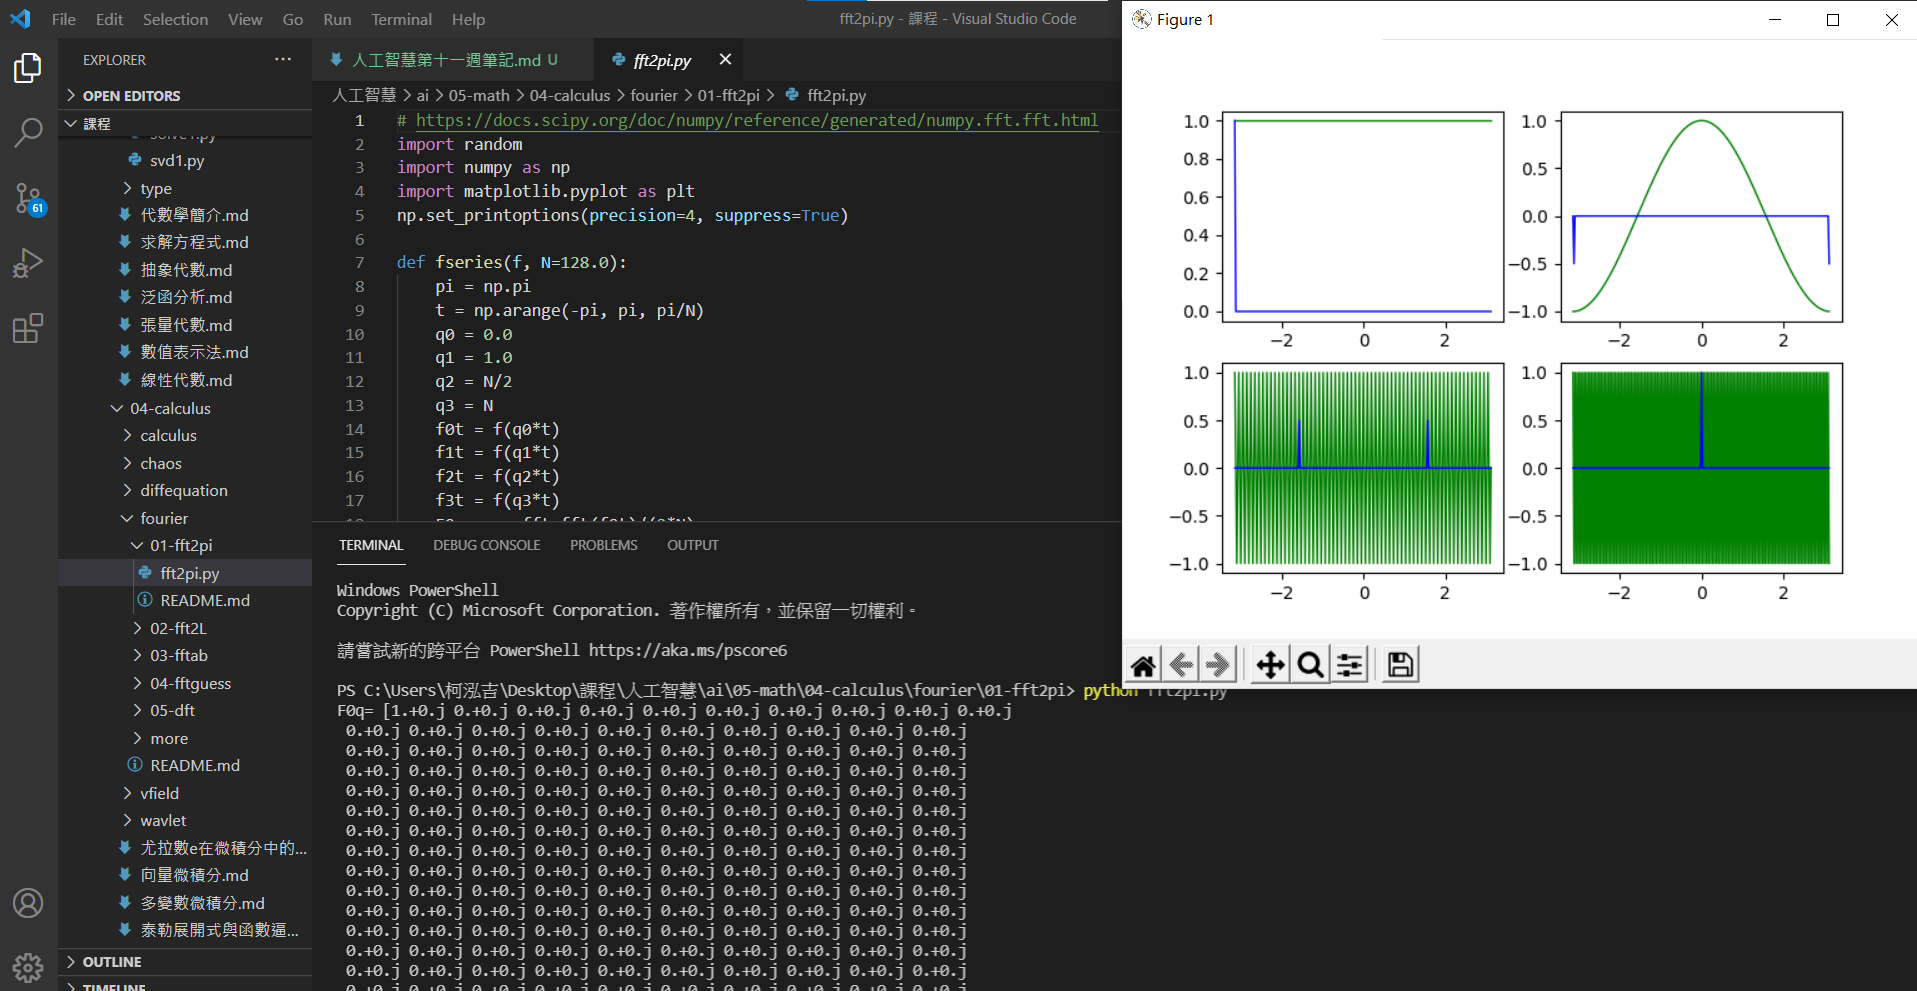 File Edit Selection View Go Run Terminal Help
fft2pi.py - 課程 - Visual Studio Code
EXPLORER
OPEN EDITORS
課程
solve1.py
svd1.py
type
代數學簡介.md
求解方程式.md
抽象代數.md
泛函分析.md
張量代數.md
數值表示法.md
線性代數.md
04-calculus
calculus
chaos
diffequation
fourier
01-fft2pi
fft2pi.py
README.md
02-fft2L
03-fftab
04-fftguess
05-dft
more
README.md
vfield
wavlet
尤拉數e在微積分中的...
向量微積分.md
多變數微積分.md
泰勒展開式與函數逼...
OUTLINE
TIMELINE
61
人工智慧第十一週筆記.md U
fft2pi.py
人工智慧 > ai > 05-math > 04-calculus > fourier > 01-fft2pi > fft2pi.py
1 # https://docs.scipy.org/doc/numpy/reference/generated/numpy.fft.fft.html
2 import random
3 import numpy as np
4 import matplotlib.pyplot as plt
5 np.set_printoptions(precision=4, suppress=True)
6
7 def fseries(f, N=128.0):
8 pi = np.pi
9 t = np.arange(-pi, pi, pi/N)
10 q0 = 0.0
11 q1 = 1.0
12 q2 = N/2
13 q3 = N
14 f0t = f(q0*t)
15 f1t = f(q1*t)
16 f2t = f(q2*t)
17 f3t = f(q3*t)
TERMINAL DEBUG CONSOLE PROBLEMS OUTPUT
Windows PowerShell
Copyright (C) Microsoft Corporation. 著作權所有，並保留一切權利。
請嘗試新的跨平台 PowerShell https://aka.ms/pscore6
PS C:\Users\柯泓吉\Desktop\課程\人工智慧\ai\05-math\04-calculus\fourier\01-fft2pi> python fft2pi.py
F0q= [1.+0.j 0.+0.j 0.+0.j 0.+0.j 0.+0.j 0.+0.j 0.+0.j 0.+0.j 0.+0.j 0.+0.j
0.+0.j 0.+0.j 0.+0.j 0.+0.j 0.+0.j 0.+0.j 0.+0.j 0.+0.j 0.+0.j 0.+0.j
0.+0.j 0.+0.j 0.+0.j 0.+0.j 0.+0.j 0.+0.j 0.+0.j 0.+0.j 0.+0.j 0.+0.j
0.+0.j 0.+0.j 0.+0.j 0.+0.j 0.+0.j 0.+0.j 0.+0.j 0.+0.j 0.+0.j 0.+0.j
0.+0.j 0.+0.j 0.+0.j 0.+0.j 0.+0.j 0.+0.j 0.+0.j 0.+0.j 0.+0.j 0.+0.j
0.+0.j 0.+0.j 0.+0.j 0.+0.j 0.+0.j 0.+0.j 0.+0.j 0.+0.j 0.+0.j 0.+0.j
0.+0.j 0.+0.j 0.+0.j 0.+0.j 0.+0.j 0.+0.j 0.+0.j 0.+0.j 0.+0.j 0.+0.j
0.+0.j 0.+0.j 0.+0.j 0.+0.j 0.+0.j 0.+0.j 0.+0.j 0.+0.j 0.+0.j 0.+0.j
0.+0.j 0.+0.j 0.+0.j 0.+0.j 0.+0.j 0.+0.j 0.+0.j 0.+0.j 0.+0.j 0.+0.j
0.+0.j 0.+0.j 0.+0.j 0.+0.j 0.+0.j 0.+0.j 0.+0.j 0.+0.j 0.+0.j 0.+0.j
0.+0.j 0.+0.j 0.+0.j 0.+0.j 0.+0.j 0.+0.j 0.+0.j 0.+0.j 0.+0.j 0.+0.j
0.+0.j 0.+0.j 0.+0.j 0.+0.j 0.+0.j 0.+0.j 0.+0.j 0.+0.j 0.+0.j 0.+0.j
0.+0.j 0.+0.j 0.+0.j 0.+0.j 0.+0.j 0.+0.j 0.+0.j 0.+0.j 0.+0.j 0.+0.j
0.+0.j 0.+0.j 0.+0.j 0.+0.j 0.+0.j 0.+0.j 0.+0.j 0.+0.j 0.+0.j 0.+0.j
Figure 1
1.0
0.8
0.6
0.4
0.2
0.0
−2 0 2
1.0
0.5
0.0
−0.5
−1.0
−2 0 2
1.0
0.5
0.0
−0.5
−1.0
−2 0 2
1.0
0.5
0.0
−0.5
−1.0
−2 0 2